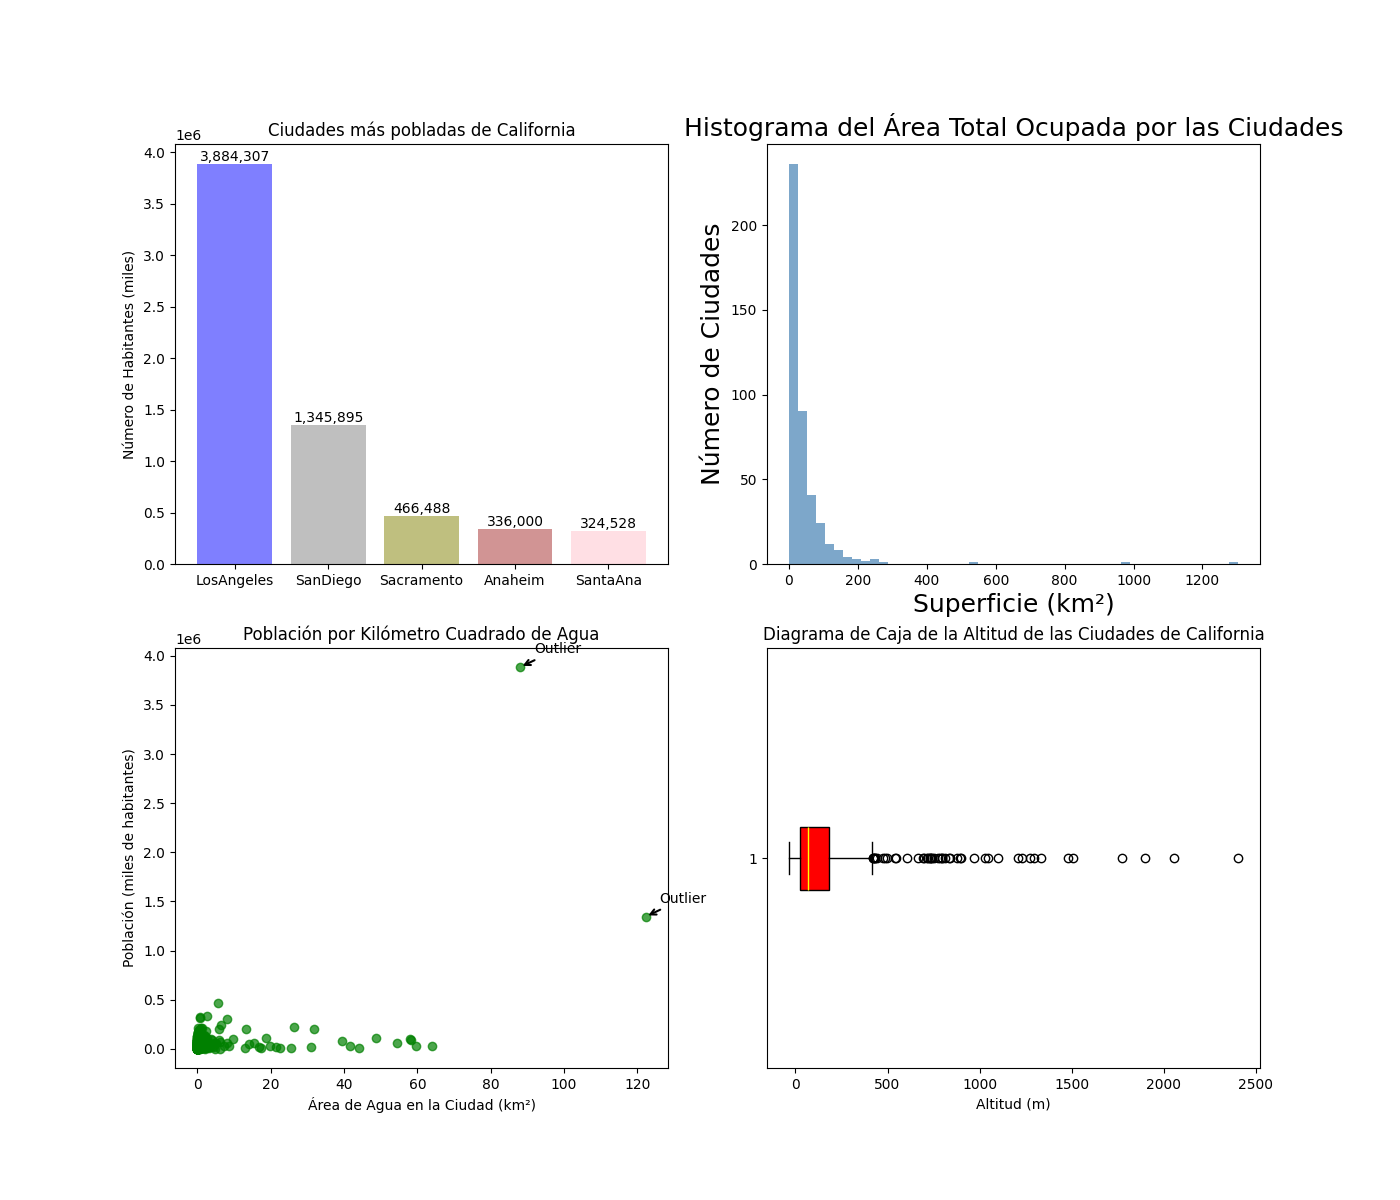 Ciudades más pobladas de California
1e6
4.0
3.5
3.0
2.5
2.0
1.5
1.0
0.5
0.0
Número de Habitantes (miles)
3,884,307
1,345,895
466,488
336,000
324,528
LosAngeles
SanDiego
Sacramento
Anaheim
SantaAna
Histograma del Área Total Ocupada por las Ciudades
200
150
100
50
0
Número de Ciudades
0
200
400
600
800
1000
1200
Superficie (km²)
Población por Kilómetro Cuadrado de Agua
1e6
4.0
3.5
3.0
2.5
2.0
1.5
1.0
0.5
0.0
Población (miles de habitantes)
Outlier
Outlier
0
20
40
60
80
100
120
Área de Agua en la Ciudad (km²)
Diagrama de Caja de la Altitud de las Ciudades de California
1
0
500
1000
1500
2000
2500
Altitud (m)